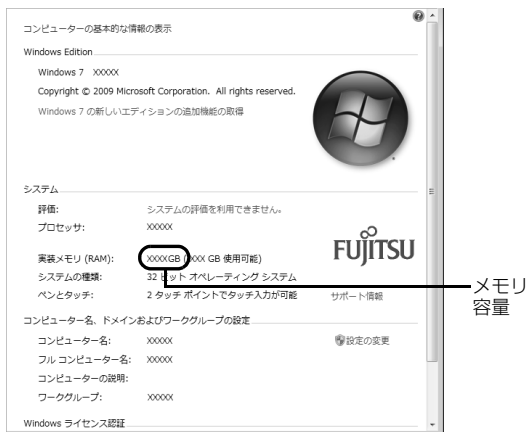 コンピューターの基本的な情報の表示
Windows Edition
Windows 7 XXXXX
Copyright © 2009 Microsoft Corporation. All rights reserved.
Windows 7 の新しいエディションの追加機能の取得
システム
評価: システムの評価を利用できません。
プロセッサ: XXXXX
実装メモリ (RAM): XXXXGB (XXX GB 使用可能)
システムの種類: 32 ビット オペレーティング システム
ペンとタッチ: 2 タッチ ポイントでタッチ入力が可能
FUJITSU
サポート情報
メモリ
容量
コンピューター名、ドメインおよびワークグループの設定
コンピューター名: XXXXX
設定の変更
フル コンピューター名: XXXXX
コンピューターの説明:
ワークグループ: XXXXX
Windows ライセンス認証